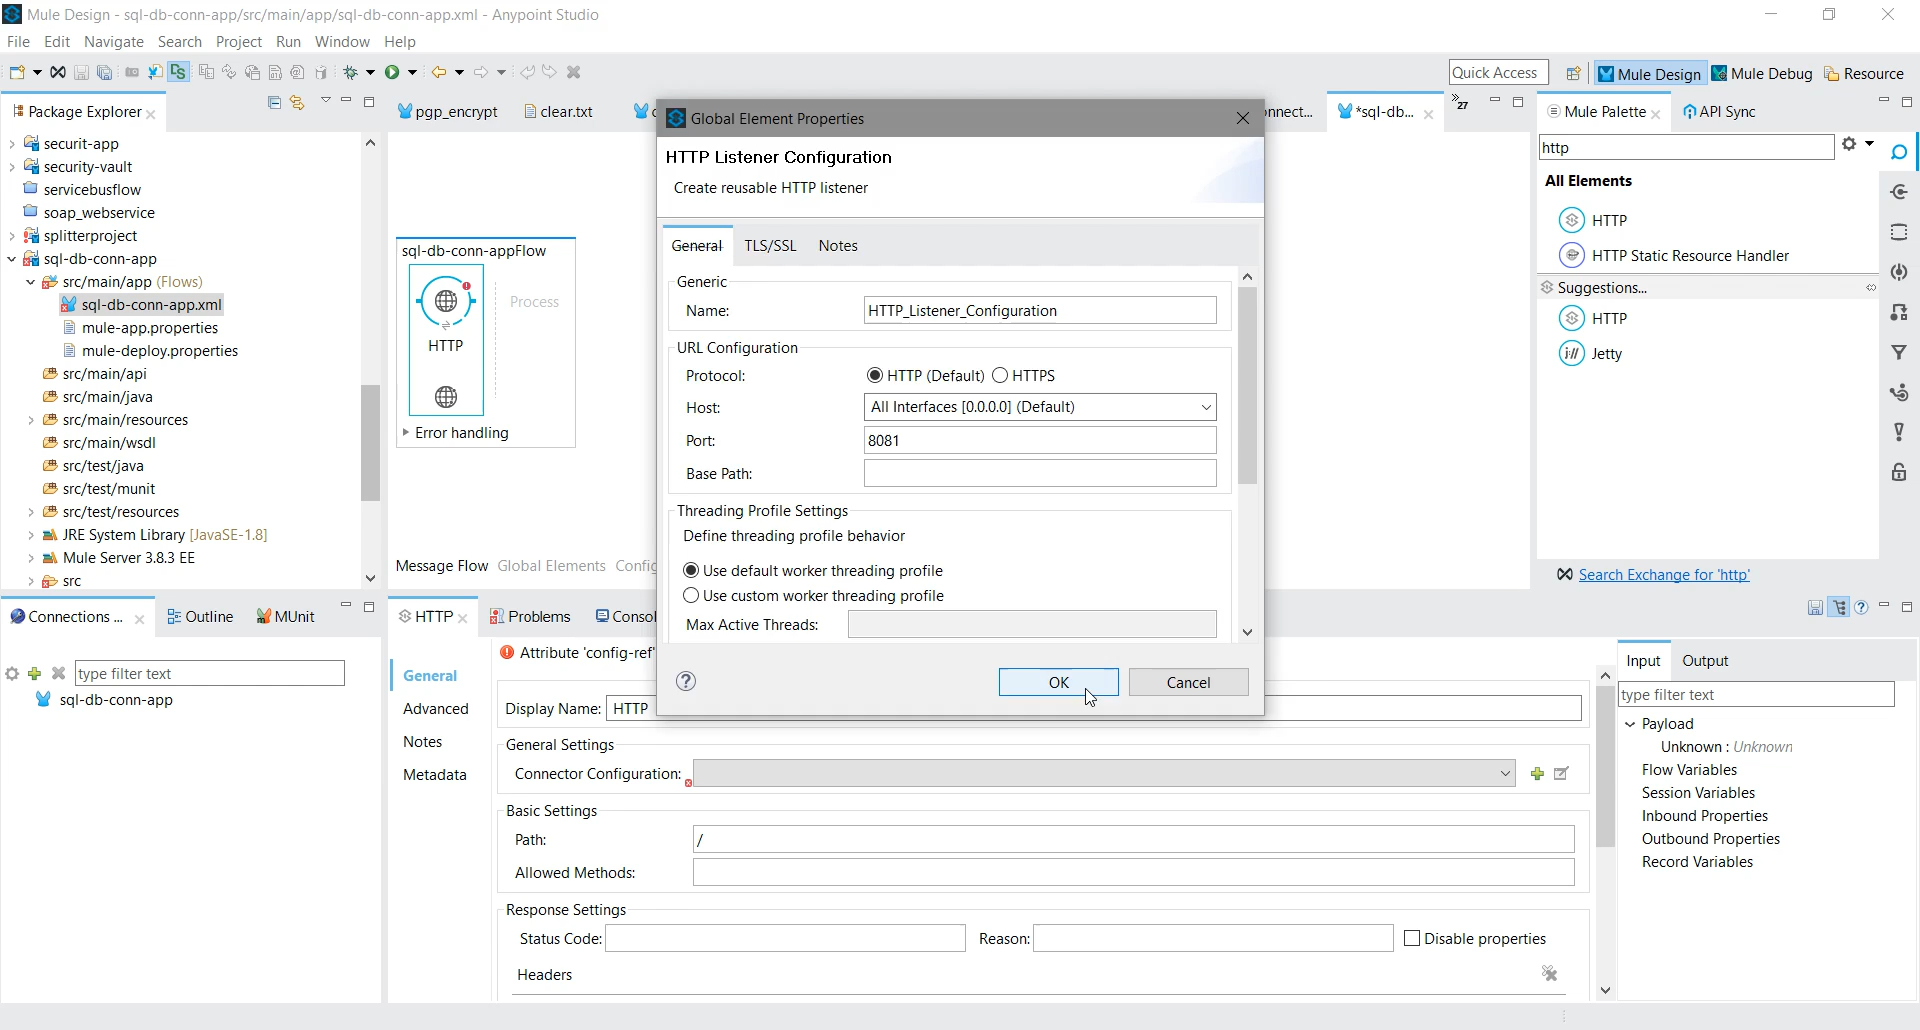 Mule Design - sql-db-conn-app/src/main/app/sql-db-conn-app.xml - Anypoint Studio
File Edit Navigate Search Project Run Window Help
Quick Access
Mule Design
Mule Debug
Resource
Package Explorer
securit-app
security-vault
servicebusflow
soap_webservice
splitterproject
sql-db-conn-app
src/main/app (Flows)
sql-db-conn-app.xml
mule-app.properties
mule-deploy.properties
src/main/api
src/main/java
src/main/resources
src/main/wsdl
src/test/java
src/test/munit
src/test/resources
JRE System Library [JavaSE-1.8]
Mule Server 3.8.3 EE
src
pgp_encrypt
clear.txt
nnect...
*sql-db...
27
sql-db-conn-appFlow
Process
HTTP
Error handling
Message Flow Global Elements Config
Global Element Properties
HTTP Listener Configuration
Create reusable HTTP listener
General TLS/SSL Notes
Generic
Name: HTTP_Listener_Configuration
URL Configuration
Protocol: HTTP (Default) HTTPS
Host: All Interfaces [0.0.0.0] (Default)
Port: 8081
Base Path:
Threading Profile Settings
Define threading profile behavior
Use default worker threading profile
Use custom worker threading profile
Max Active Threads:
OK Cancel
Mule Palette
API Sync
http
All Elements
HTTP
HTTP Static Resource Handler
Suggestions...
HTTP
Jetty
Search Exchange for 'http'
Connections ...
Outline
MUnit
type filter text
sql-db-conn-app
HTTP
Problems
Consol
General
Advanced
Notes
Metadata
Attribute 'config-ref'
Display Name: HTTP
General Settings
Connector Configuration:
Basic Settings
Path: /
Allowed Methods:
Response Settings
Status Code:
Reason:
Disable properties
Headers
Input Output
type filter text
Payload
Unknown : Unknown
Flow Variables
Session Variables
Inbound Properties
Outbound Properties
Record Variables